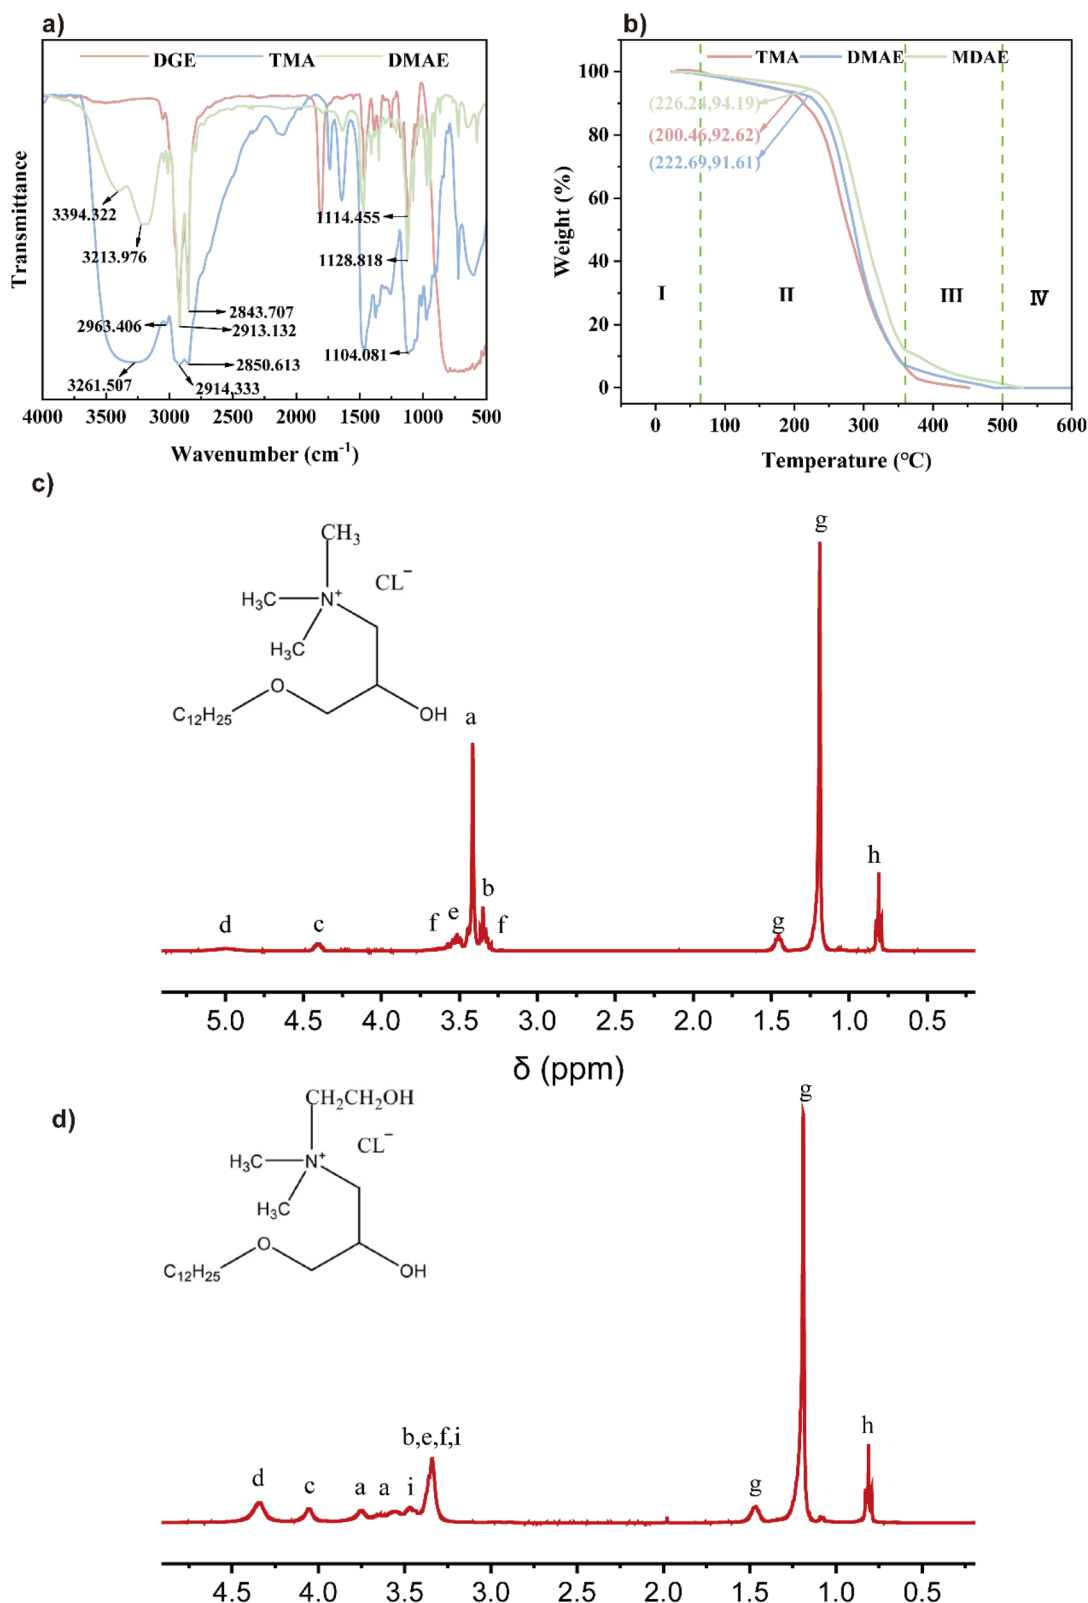 a)
DGE TMA DMAE
Transmittance
3394.322
3213.976
2963.406
3261.507
2843.707
2913.132
2850.613
2914.333
1114.455
1128.818
1104.081
4000 3500 3000 2500 2000 1500 1000 500
Wavenumber (cm⁻¹)
b)
TMA DMAE MDAE
(226.24,94.19)
(200.46,92.62)
(222.69,91.61)
Weight (%)
100
80
60
40
20
0
I II III IV
0 100 200 300 400 500 600
Temperature (°C)
c)
CH₃
CL⁻
H₃C N⁺
H₃C
O
C₁₂H₂₅ OH
d c f e a b f g g h
5.0 4.5 4.0 3.5 3.0 2.5 2.0 1.5 1.0 0.5
δ (ppm)
d)
CH₂CH₂OH
CL⁻
H₃C N⁺
H₃C
O
C₁₂H₂₅ OH
d c a a i b,e,f,i g g h
4.5 4.0 3.5 3.0 2.5 2.0 1.5 1.0 0.5